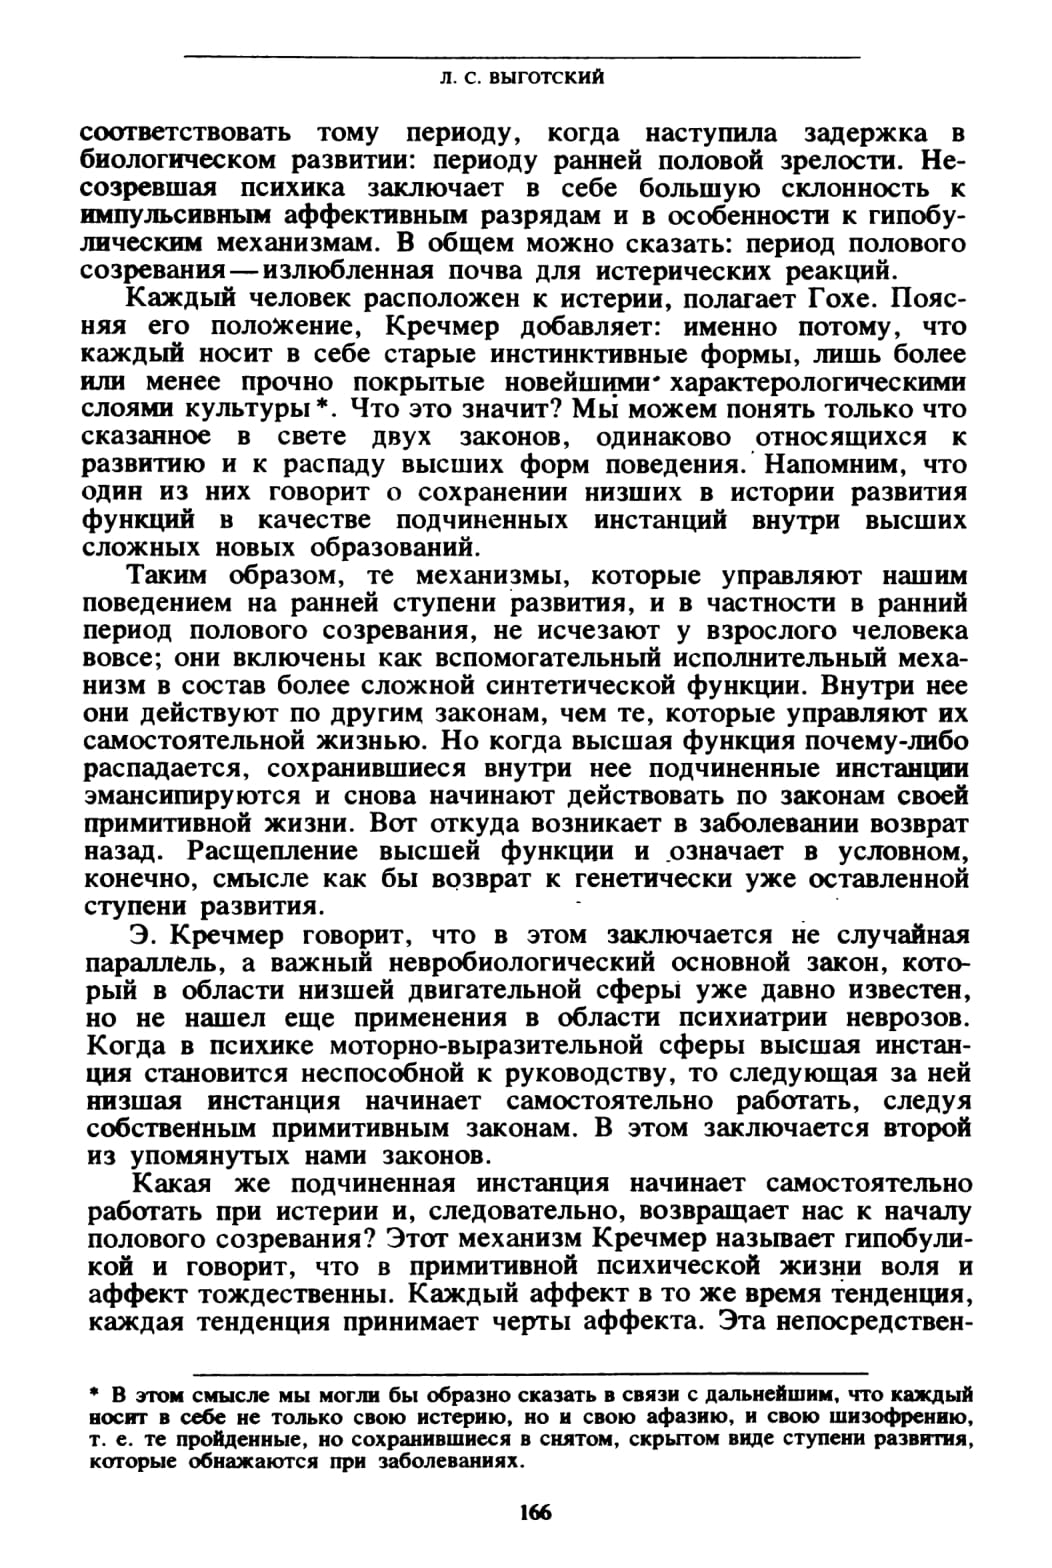 Л. С. ВЫГОТСКИЙ
соответствовать тому периоду, когда наступила задержка в
биологическом развитии: периоду ранней половой зрелости. Не-
созревшая психика заключает в себе большую склонность к
импульсивным аффективным разрядам и в особенности к гипобу-
лическим механизмам. В общем можно сказать: период полового
созревания — излюбленная почва для истерических реакций.
Каждый человек расположен к истерии, полагает Гохе. Пояс-
няя его положение, Кречмер добавляет: именно потому, что
каждый носит в себе старые инстинктивные формы, лишь более
или менее прочно покрытые новейшими характерологическими
слоями культуры*. Что это значит? Мы можем понять только что
сказанное в свете двух законов, одинаково относящихся к
развитию и к распаду высших форм поведения. Напомним, что
один из них говорит о сохранении низших в истории развития
функций в качестве подчиненных инстанций внутри высших
сложных новых образований.
Таким образом, те механизмы, которые управляют нашим
поведением на ранней ступени развития, и в частности в ранний
период полового созревания, не исчезают у взрослого человека
вовсе; они включены как вспомогательный исполнительный меха-
низм в состав более сложной синтетической функции. Внутри нее
они действуют по другим законам, чем те, которые управляют их
самостоятельной жизнью. Но когда высшая функция почему-либо
распадается, сохранившиеся внутри нее подчиненные инстанции
эмансипируются и снова начинают действовать по законам своей
примитивной жизни. Вот откуда возникает в заболевании возврат
назад. Расщепление высшей функции и означает в условном,
конечно, смысле как бы возврат к генетически уже оставленной
ступени развития.
Э. Кречмер говорит, что в этом заключается не случайная
параллель, а важный невробиологический основной закон, кото-
рый в области низшей двигательной сферы уже давно известен,
но не нашел еще применения в области психиатрии неврозов.
Когда в психике моторно-выразительной сферы высшая инстан-
ция становится неспособной к руководству, то следующая за ней
низшая инстанция начинает самостоятельно работать, следуя
собственным примитивным законам. В этом заключается второй
из упомянутых нами законов.
Какая же подчиненная инстанция начинает самостоятельно
работать при истерии и, следовательно, возвращает нас к началу
полового созревания? Этот механизм Кречмер называет гипобули-
кой и говорит, что в примитивной психической жизни воля и
аффект тождественны. Каждый аффект в то же время тенденция,
каждая тенденция принимает черты аффекта. Эта непосредствен-
* В этом смысле мы могли бы образно сказать в связи с дальнейшим, что каждый
носит в себе не только свою истерию, но и свою афазию, и свою шизофрению,
т. е. те пройденные, но сохранившиеся в снятом, скрытом виде ступени развития,
которые обнажаются при заболеваниях.
166